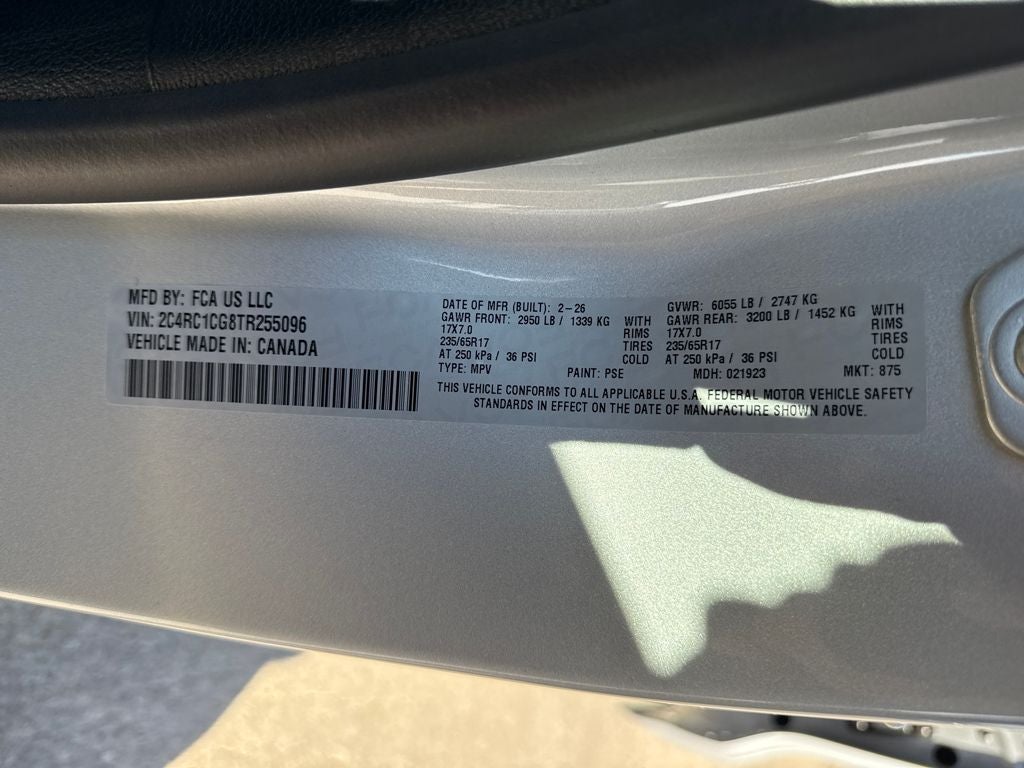 MFD BY: FCA US LLC
VIN: 2C4RC1CG8TR255096
VEHICLE MADE IN: CANADA
DATE OF MFR (BUILT): 2-26
GAWR FRONT: 2950 LB / 1339 KG WITH
17X7.0 RIMS
235/65R17 TIRES
AT 250 kPa / 36 PSI COLD
TYPE: MPV PAINT: PSE
GVWR: 6055 LB / 2747 KG
GAWR REAR: 3200 LB / 1452 KG WITH
17X7.0 RIMS
235/65R17 TIRES
AT 250 kPa / 36 PSI COLD
MDH: 021923 MKT: 875
THIS VEHICLE CONFORMS TO ALL APPLICABLE U.S.A. FEDERAL MOTOR VEHICLE SAFETY
STANDARDS IN EFFECT ON THE DATE OF MANUFACTURE SHOWN ABOVE.